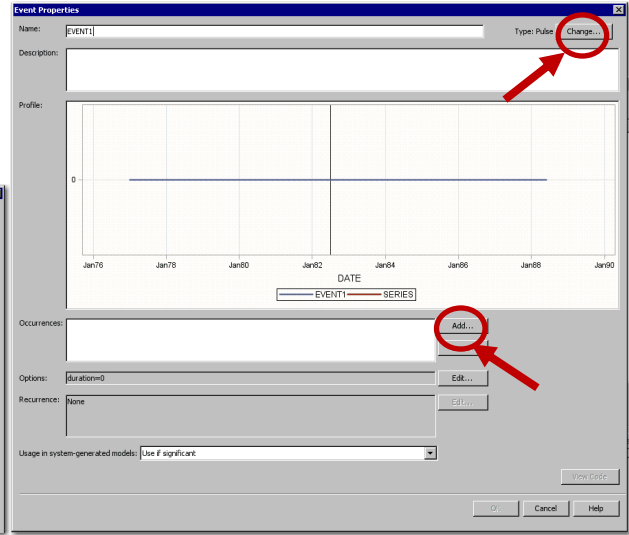 Event Properties
Name: EVENT1 Type: Pulse Change...
Description:
Profile:
0
Jan76 Jan78 Jan80 Jan82 Jan84 Jan86 Jan88 Jan90
DATE
EVENT1 SERIES
Occurrences: Add...
Options: duration=0 Edit...
Recurrence: None Edit...
Usage in system-generated models: Use if significant
View Code
OK Cancel Help